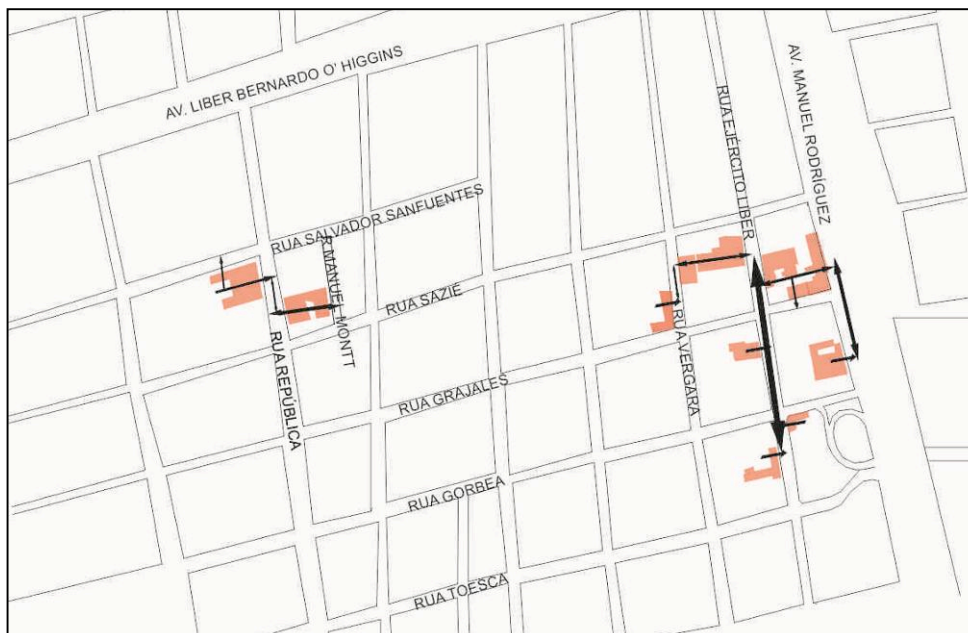 AV. LIBER BERNARDO O' HIGGINS
AV. MANUEL RODRÍGUEZ
RUA EJÉRCITO LIBER
RUA SALVADOR SANFUENTES
R.MANUEL MONTT
RUA SAZIÉ
RUA VERGARA
RUA REPÚBLICA
RUA GRAJALES
RUA GORBEA
RUA TOESCA